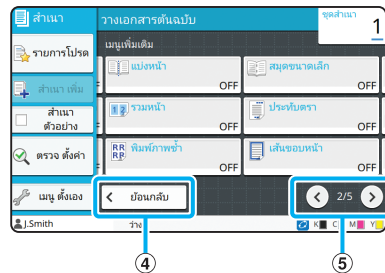 สำเนา
วางเอกสารต้นฉบับ
ชุดสำเนา
1
รายการโปรด
เมนูเพิ่มเติม
แบ่งหน้า
OFF
สมุดขนาดเล็ก
OFF
สำเนา เพิ่ม
สำเนา
ตัวอย่าง
รวมหน้า
OFF
ประทับตรา
OFF
ตรวจ ตั้งค่า
พิมพ์ภาพซ้ำ
OFF
เส้นขอบหน้า
OFF
เมนู ตั้งเอง
ย้อนกลับ
2/5
J.Smith
ว่าง
K
C
M
Y
4
5